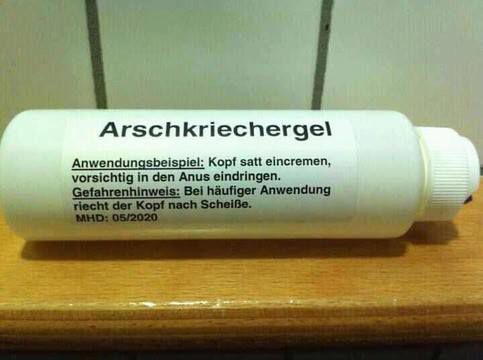 Arschkriechergel
Anwendungsbeispiel: Kopf satt eincremen,
vorsichtig in den Anus eindringen.
Gefahrenhinweis: Bei häufiger Anwendung
riecht der Kopf nach Scheiße.
MHD: 05/2020